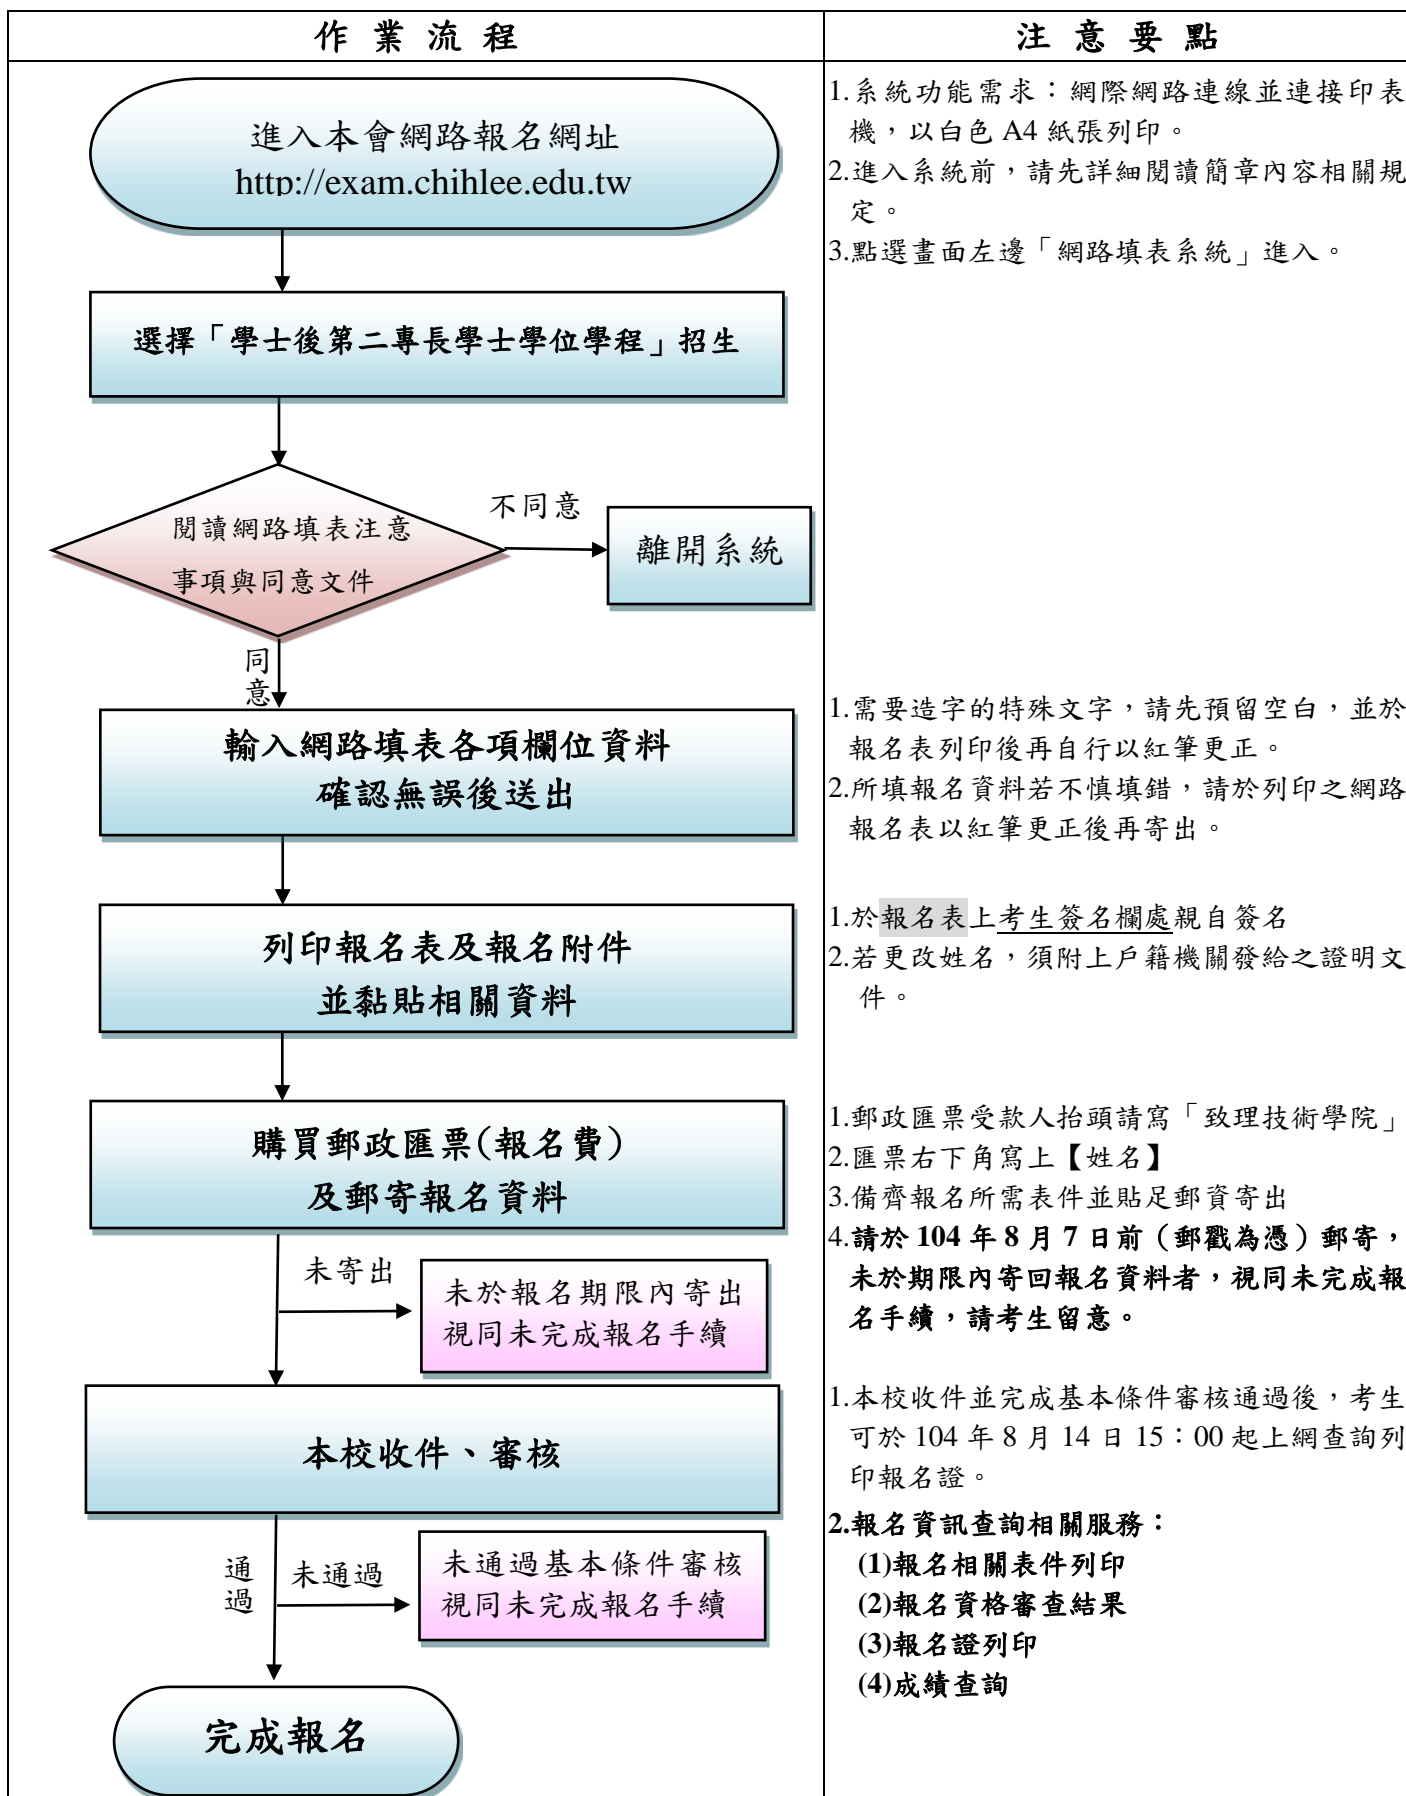 作業流程
注意要點
進入本會網路報名網址
http://exam.chihlee.edu.tw
1.系統功能需求：網際網路連線並連接印表
機，以白色 A4 紙張列印。
2.進入系統前，請先詳細閱讀簡章內容相關規
定。
3.點選畫面左邊「網路填表系統」進入。
選擇「學士後第二專長學士學位學程」招生
閱讀網路填表注意
事項與同意文件
不同意
離開系統
同
意
輸入網路填表各項欄位資料
確認無誤後送出
1.需要造字的特殊文字，請先預留空白，並於
報名表列印後再自行以紅筆更正。
2.所填報名資料若不慎填錯，請於列印之網路
報名表以紅筆更正後再寄出。
列印報名表及報名附件
並黏貼相關資料
1.於報名表上考生簽名欄處親自簽名
2.若更改姓名，須附上戶籍機關發給之證明文
件。
購買郵政匯票(報名費)
及郵寄報名資料
1.郵政匯票受款人抬頭請寫「致理技術學院」
2.匯票右下角寫上【姓名】
3.備齊報名所需表件並貼足郵資寄出
4.請於 104 年 8 月 7 日前（郵戳為憑）郵寄，
未於期限內寄回報名資料者，視同未完成報
名手續，請考生留意。
未寄出
未於報名期限內寄出
視同未完成報名手續
本校收件、審核
1.本校收件並完成基本條件審核通過後，考生
可於 104 年 8 月 14 日 15：00 起上網查詢列
印報名證。
2.報名資訊查詢相關服務：
(1)報名相關表件列印
(2)報名資格審查結果
(3)報名證列印
(4)成績查詢
通
過
未通過
未通過基本條件審核
視同未完成報名手續
完成報名